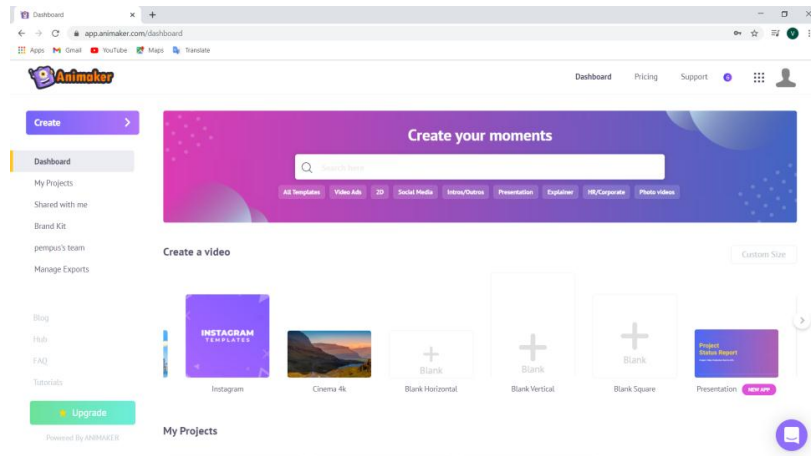 Dashboard
app.animaker.com/dashboard
Apps Gmail YouTube Maps Translate
Animaker
Dashboard Pricing Support 6
Create
Create your moments
Search here
All Templates Video Ads 2D Social Media Intros/Outros Presentation Explainer HR/Corporate Photo videos
Dashboard
My Projects
Shared with me
Brand Kit
pempus's team
Manage Exports
Blog
Hub
FAQ
Tutorials
Upgrade
Powered By ANIMAKER
Create a video
Custom Size
INSTAGRAM
TEMPLATES
Instagram
Cinema 4k
Blank
Blank Horizontal
Blank
Blank Vertical
Blank
Blank Square
Project
Status Report
Presentation NEW APP
My Projects